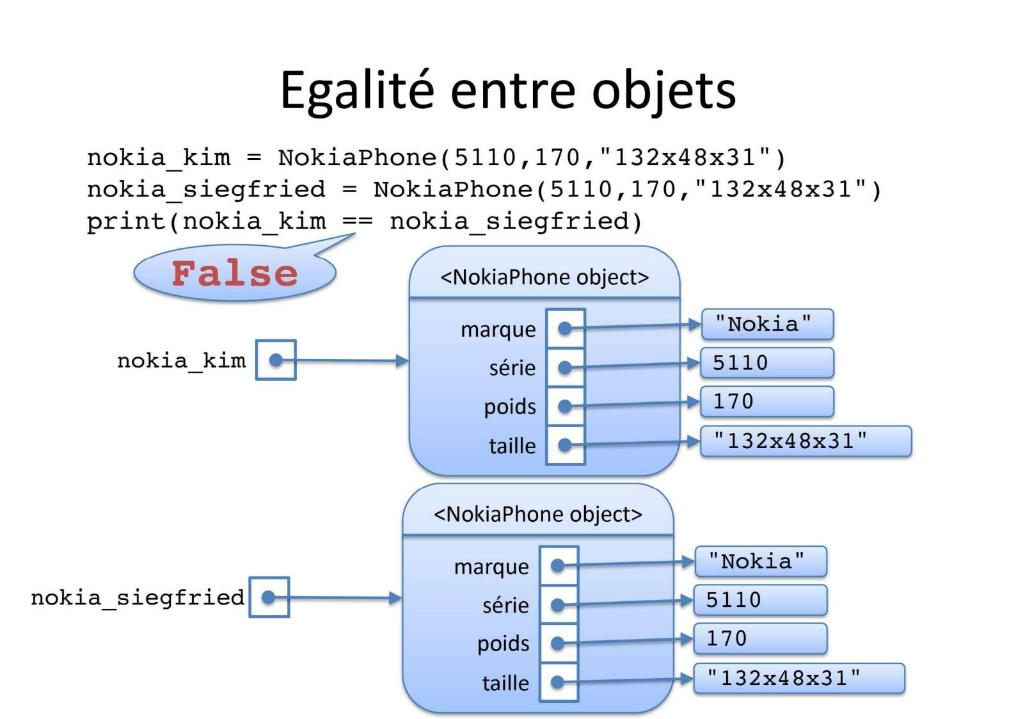 Egalité entre objets
nokia_kim = NokiaPhone(5110,170,"132x48x31")
nokia_siegfried = NokiaPhone(5110,170,"132x48x31")
print(nokia_kim == nokia_siegfried)
False
<NokiaPhone object>
nokia_kim
marque "Nokia"
série 5110
poids 170
taille "132x48x31"
<NokiaPhone object>
nokia_siegfried
marque "Nokia"
série 5110
poids 170
taille "132x48x31"